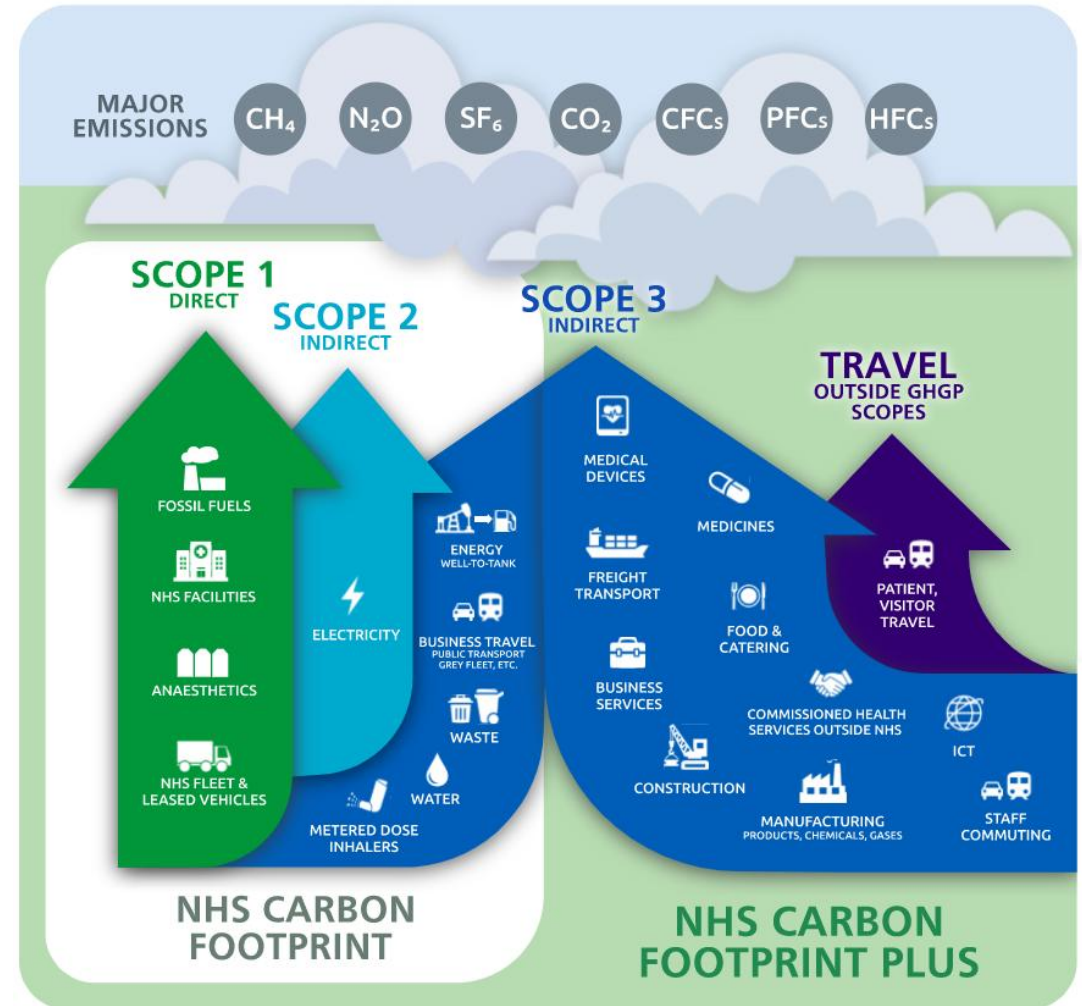 MAJOR
EMISSIONS
CH₄
N₂O
SF₆
CO₂
CFCs
PFCs
HFCs
SCOPE 1
DIRECT
FOSSIL FUELS
NHS FACILITIES
ANAESTHETICS
NHS FLEET &
LEASED VEHICLES
SCOPE 2
INDIRECT
ELECTRICITY
SCOPE 3
INDIRECT
ENERGY
WELL-TO-TANK
BUSINESS TRAVEL
PUBLIC TRANSPORT
GREY FLEET, ETC.
WASTE
WATER
METERED DOSE
INHALERS
MEDICAL
DEVICES
MEDICINES
FREIGHT
TRANSPORT
FOOD &
CATERING
BUSINESS
SERVICES
COMMISSIONED HEALTH
SERVICES OUTSIDE NHS
CONSTRUCTION
MANUFACTURING
PRODUCTS, CHEMICALS, GASES
ICT
STAFF
COMMUTING
TRAVEL
OUTSIDE GHGP
SCOPES
PATIENT,
VISITOR
TRAVEL
NHS CARBON
FOOTPRINT
NHS CARBON
FOOTPRINT PLUS